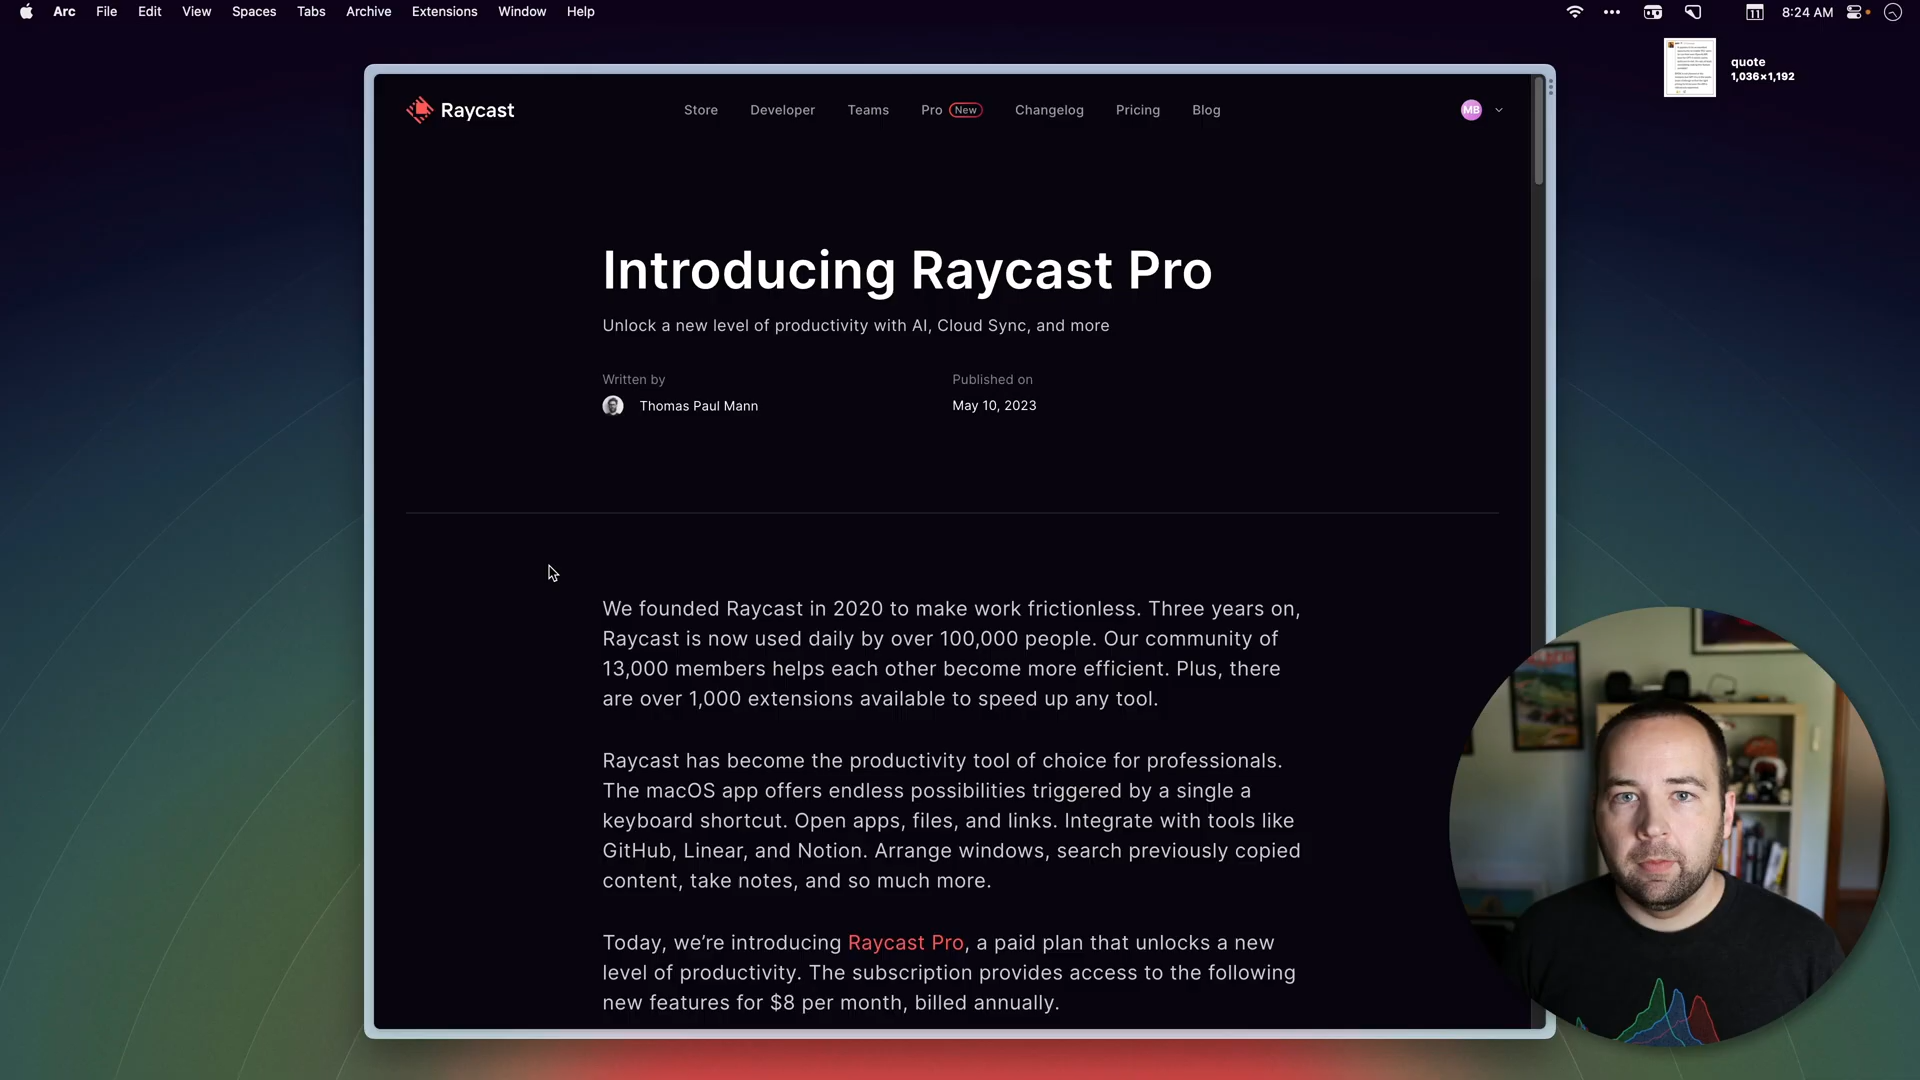 Arc File Edit View Spaces Tabs Archive Extensions Window Help
11 8:24 AM
quote
1,036×1,192
Raycast
Store Developer Teams Pro New Changelog Pricing Blog
MB
Introducing Raycast Pro
Unlock a new level of productivity with AI, Cloud Sync, and more
Written by
Thomas Paul Mann
Published on
May 10, 2023
We founded Raycast in 2020 to make work frictionless. Three years on,
Raycast is now used daily by over 100,000 people. Our community of
13,000 members helps each other become more efficient. Plus, there
are over 1,000 extensions available to speed up any tool.
Raycast has become the productivity tool of choice for professionals.
The macOS app offers endless possibilities triggered by a single a
keyboard shortcut. Open apps, files, and links. Integrate with tools like
GitHub, Linear, and Notion. Arrange windows, search previously copied
content, take notes, and so much more.
Today, we’re introducing Raycast Pro, a paid plan that unlocks a new
level of productivity. The subscription provides access to the following
new features for $8 per month, billed annually.